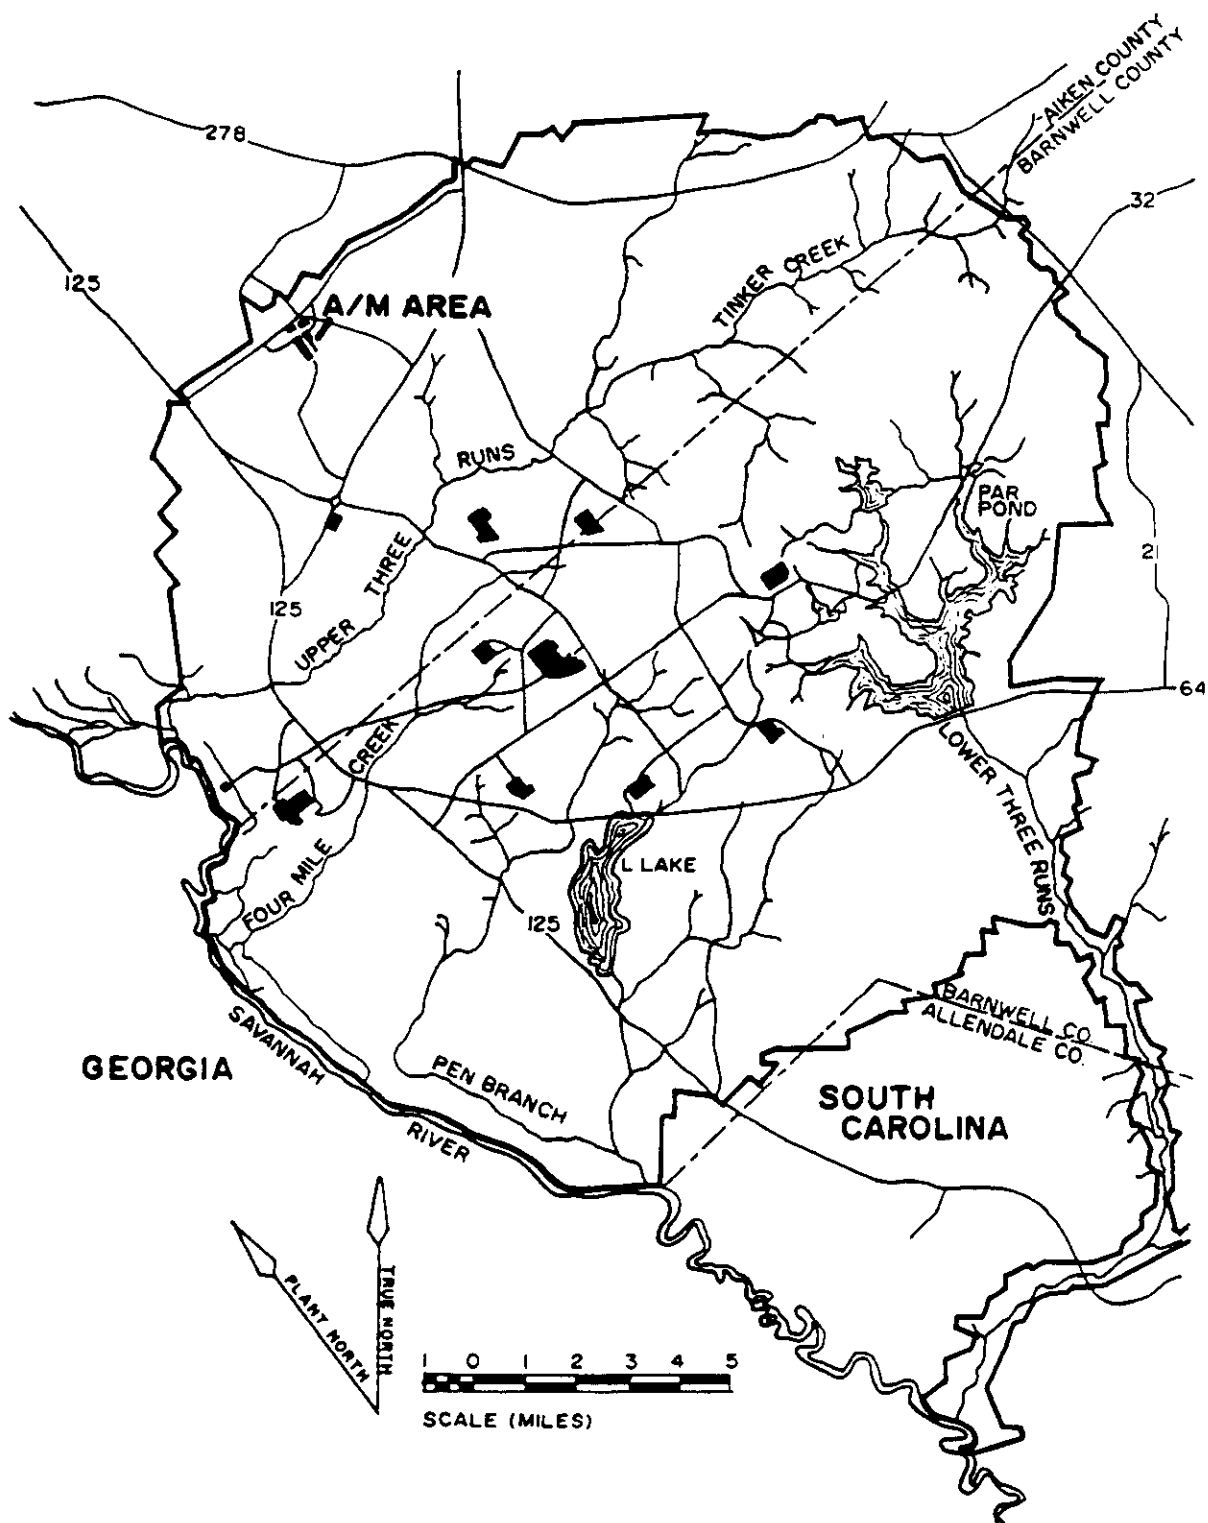 AIKEN COUNTY
BARNWELL COUNTY
278
32
125
TINKER CREEK
A/M AREA
RUNS
PAR
POND
THREE
21
125
UPPER
64
CREEK
LOWER THREE RUNS
FOUR MILE
L LAKE
125
BARNWELL CO.
ALLENDALE CO.
SAVANNAH
GEORGIA
PEN BRANCH
SOUTH
CAROLINA
RIVER
PLANT NORTH
TRUE NORTH
1 0 1 2 3 4 5
SCALE (MILES)